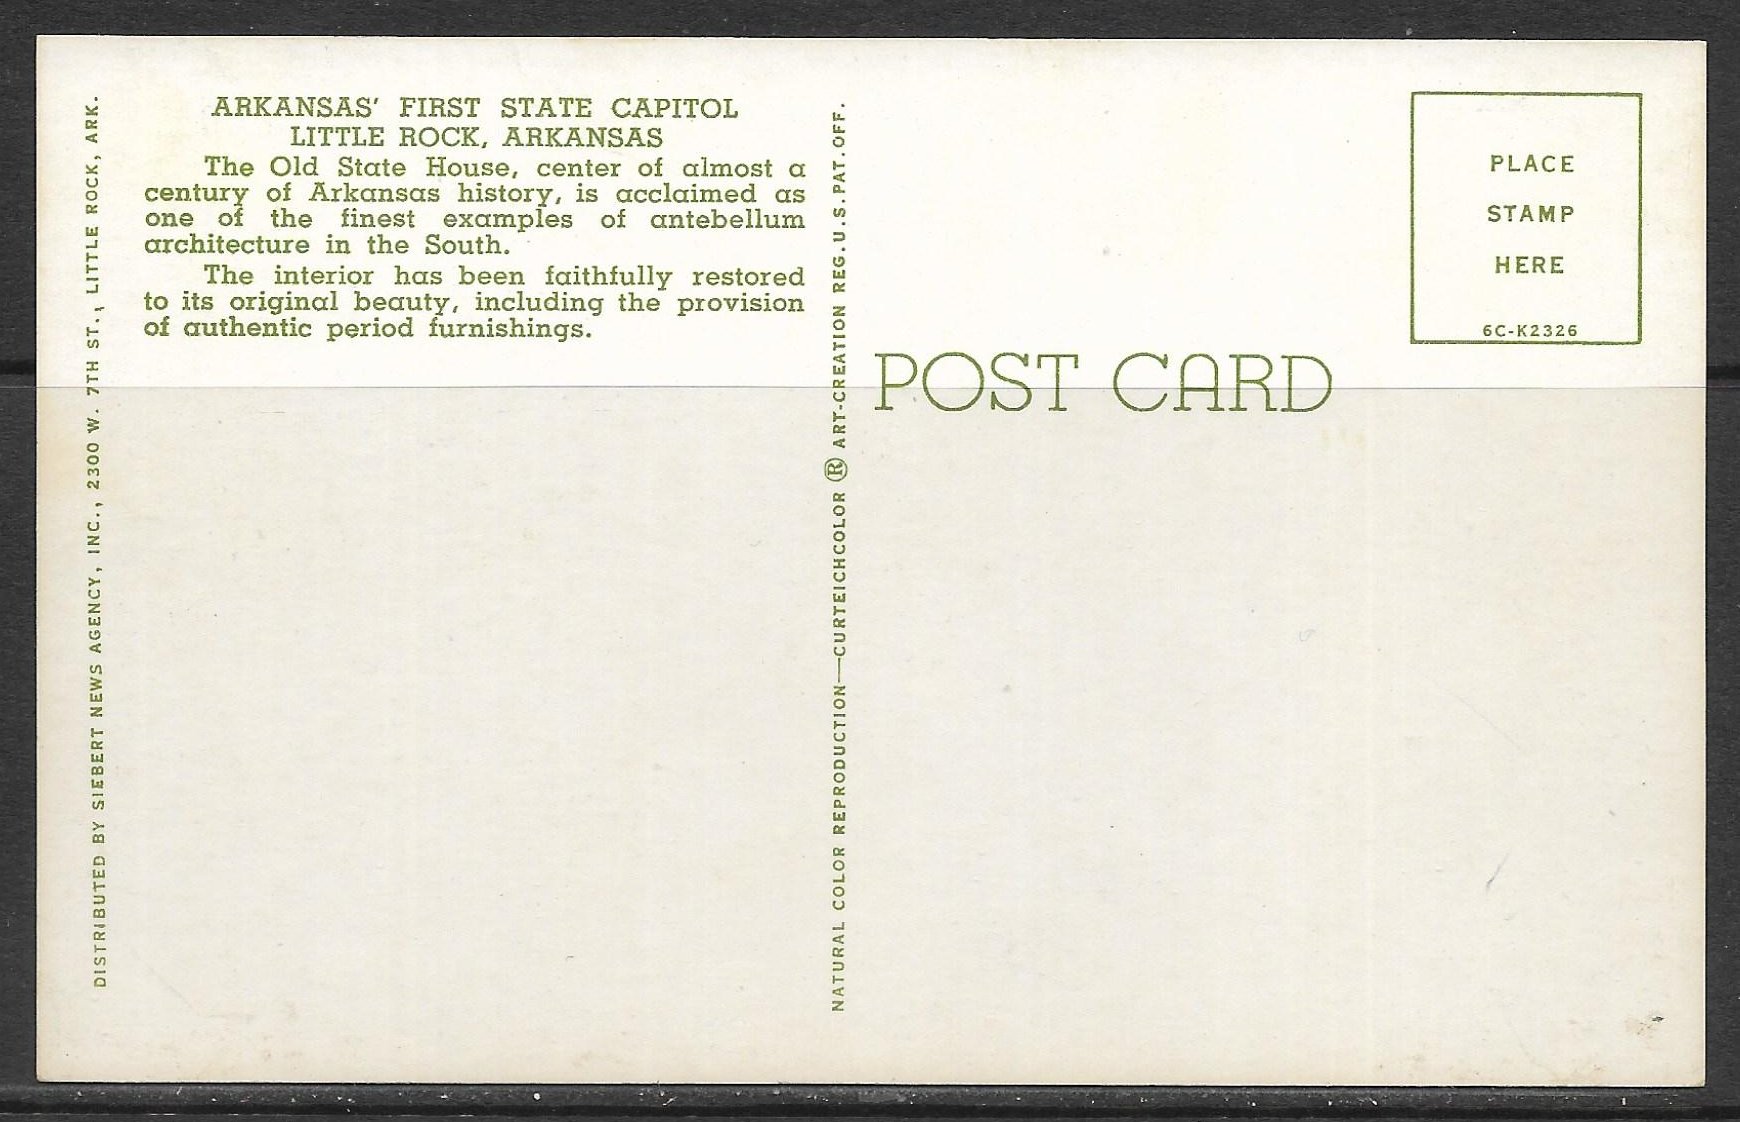 ARKANSAS' FIRST STATE CAPITOL
LITTLE ROCK, ARKANSAS
The Old State House, center of almost a
century of Arkansas history, is acclaimed as
one of the finest examples of antebellum
architecture in the South.
The interior has been faithfully restored
to its original beauty, including the provision
of authentic period furnishings.
DISTRIBUTED BY SIEBERT NEWS AGENCY, INC., 2300 W. 7TH ST., LITTLE ROCK, ARK.
NATURAL COLOR REPRODUCTION—CURTEICHCOLOR ® ART-CREATION REG.U.S.PAT.OFF.
POST CARD
PLACE
STAMP
HERE
6C-K2326